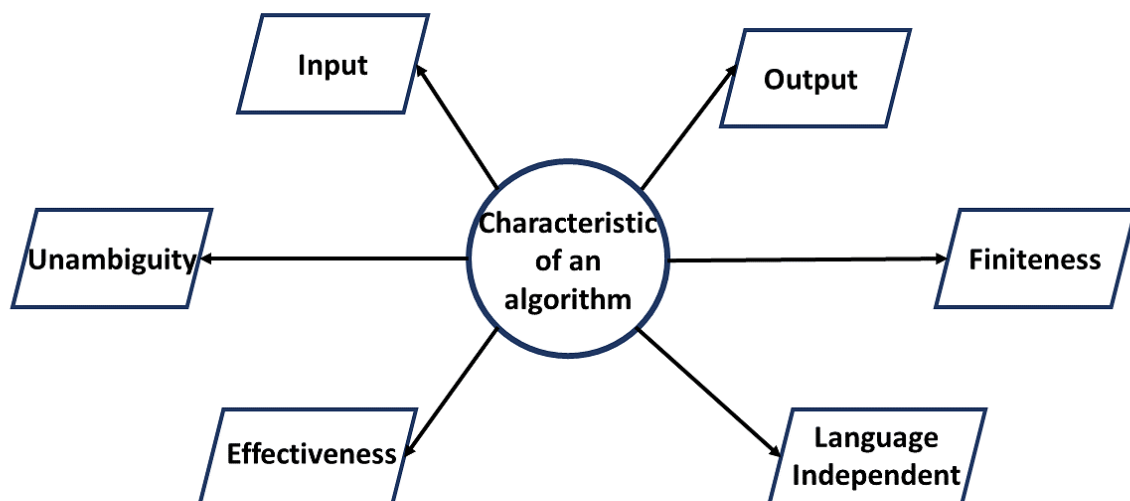 Input
Output
Characteristic
of an
algorithm
Unambiguity
Finiteness
Effectiveness
Language
Independent